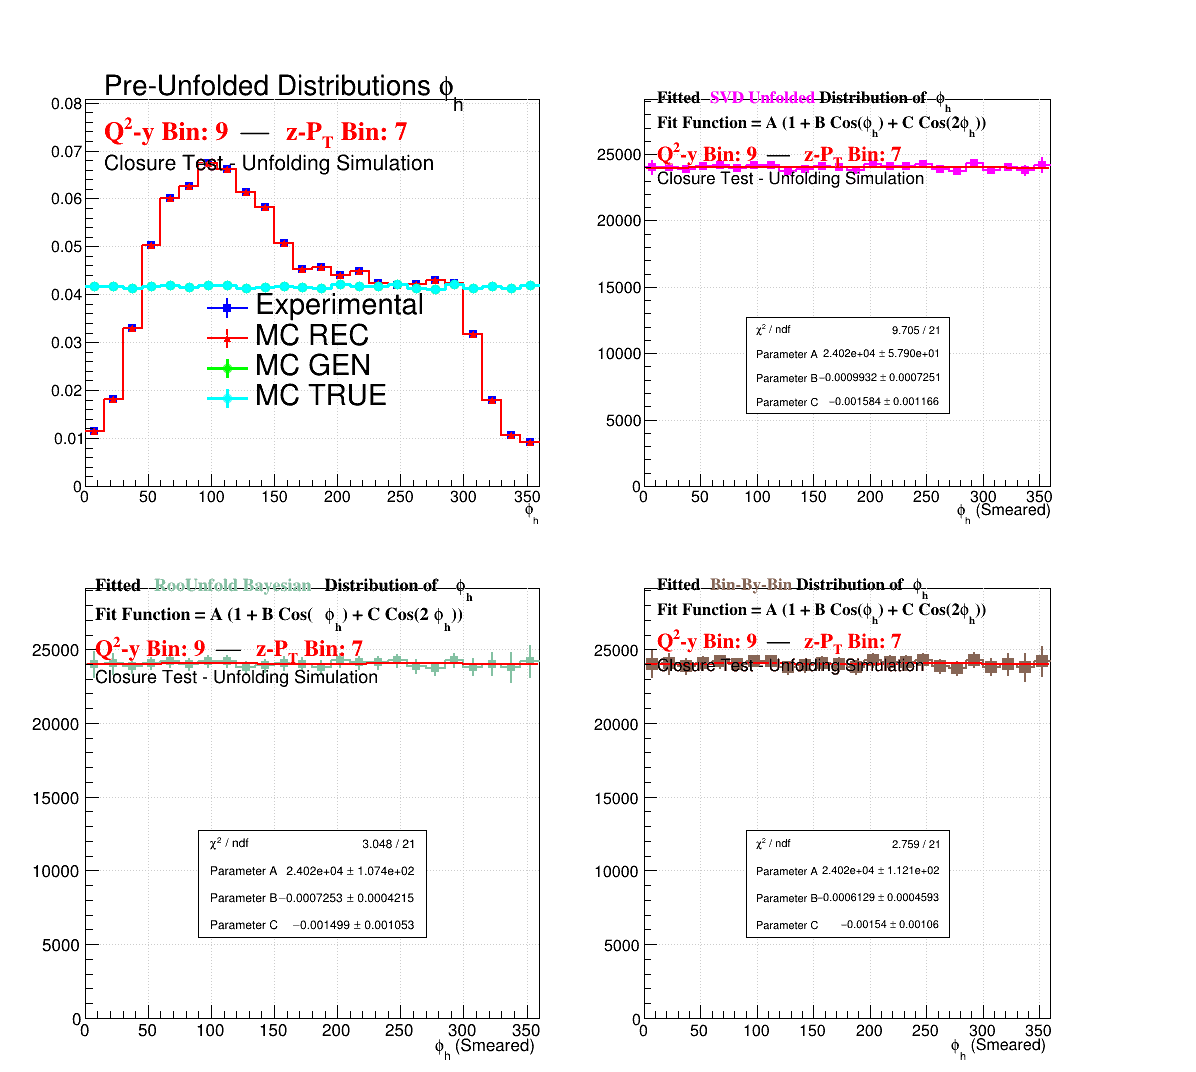 Pre-Unfolded Distributions ϕh
Q²-y Bin: 9 — z-PT Bin: 7
Closure Test - Unfolding Simulation
0.08
0.07
0.06
0.05
0.04
0.03
0.02
0.01
0
Experimental
MC REC
MC GEN
MC TRUE
0 50 100 150 200 250 300 350
ϕh
Fitted SVD Unfolded Distribution of ϕh
Fit Function = A (1 + B Cos(ϕh) + C Cos(2ϕh))
Q²-y Bin: 9 — z-PT Bin: 7
Closure Test - Unfolding Simulation
25000
20000
15000
10000
5000
0
χ² / ndf 9.705 / 21
Parameter A 2.402e+04 ± 5.790e+01
Parameter B −0.0009932 ± 0.0007251
Parameter C −0.001584 ± 0.001166
0 50 100 150 200 250 300 350
ϕh (Smeared)
Fitted RooUnfold Bayesian Distribution of ϕh
Fit Function = A (1 + B Cos( ϕh) + C Cos(2 ϕh))
Q²-y Bin: 9 — z-PT Bin: 7
Closure Test - Unfolding Simulation
25000
20000
15000
10000
5000
0
χ² / ndf 3.048 / 21
Parameter A 2.402e+04 ± 1.074e+02
Parameter B −0.0007253 ± 0.0004215
Parameter C −0.001499 ± 0.001053
0 50 100 150 200 250 300 350
ϕh (Smeared)
Fitted Bin-By-Bin Distribution of ϕh
Fit Function = A (1 + B Cos(ϕh) + C Cos(2ϕh))
Q²-y Bin: 9 — z-PT Bin: 7
Closure Test - Unfolding Simulation
25000
20000
15000
10000
5000
0
χ² / ndf 2.759 / 21
Parameter A 2.402e+04 ± 1.121e+02
Parameter B −0.0006129 ± 0.0004593
Parameter C −0.00154 ± 0.00106
0 50 100 150 200 250 300 350
ϕh (Smeared)